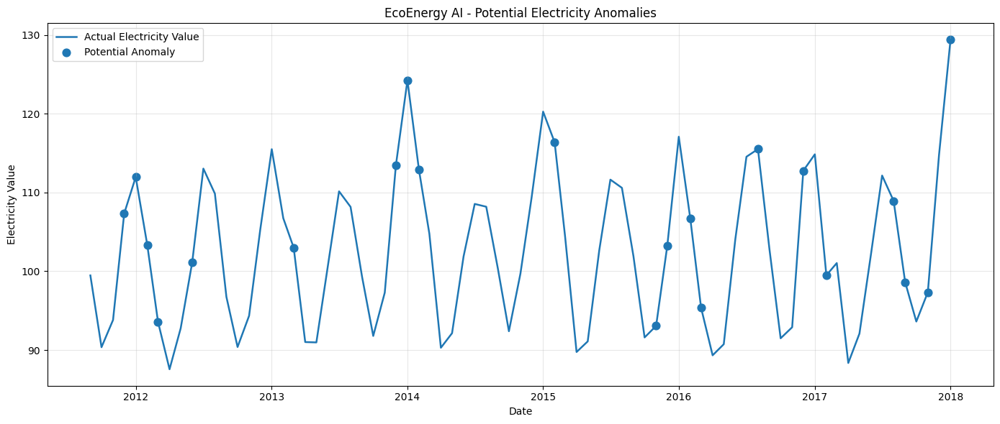 EcoEnergy AI - Potential Electricity Anomalies
Actual Electricity Value
Potential Anomaly
130
120
110
100
90
Electricity Value
2012 2013 2014 2015 2016 2017 2018
Date